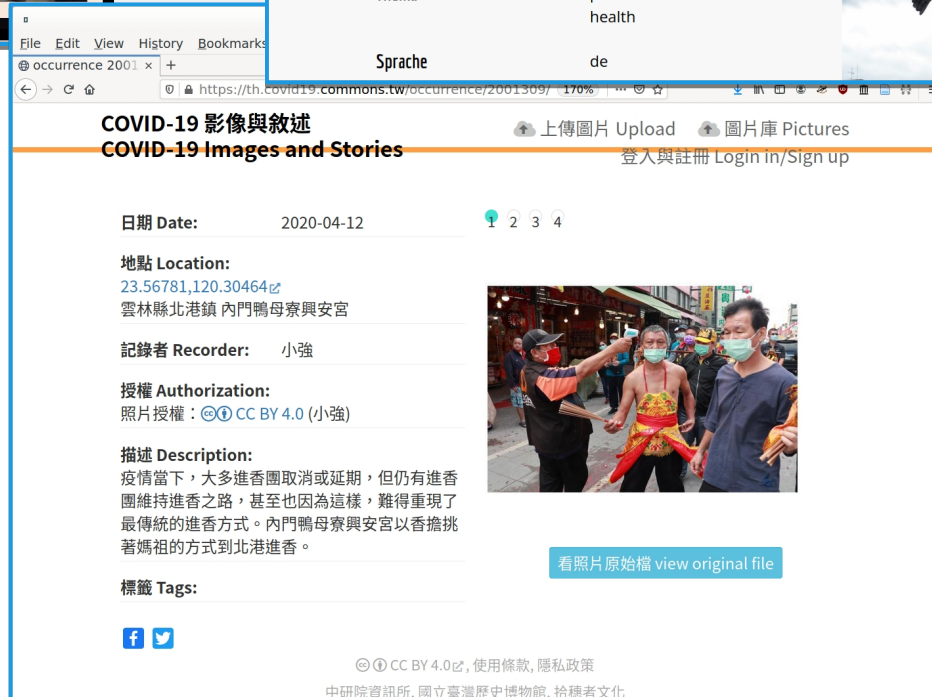 health
Sprache de
File Edit View History Bookmarks
occurrence 2001 × +
https://th.covid19.commons.tw/occurrence/2001309/ 170%
COVID-19 影像與敘述
COVID-19 Images and Stories
上傳圖片 Upload 圖片庫 Pictures
登入與註冊 Login in/Sign up
日期 Date: 2020-04-12
地點 Location:
23.56781,120.30464
雲林縣北港鎮 內門鴨母寮興安宮
記錄者 Recorder: 小強
授權 Authorization:
照片授權：CC BY 4.0 (小強)
描述 Description:
疫情當下，大多進香團取消或延期，但仍有進香
團維持進香之路，甚至也因為這樣，難得重現了
最傳統的進香方式。內門鴨母寮興安宮以香擔挑
著媽祖的方式到北港進香。
標籤 Tags:
1 2 3 4
看照片原始檔 view original file
CC BY 4.0, 使用條款, 隱私政策
中研院資訊所, 國立臺灣歷史博物館, 拾穗者文化